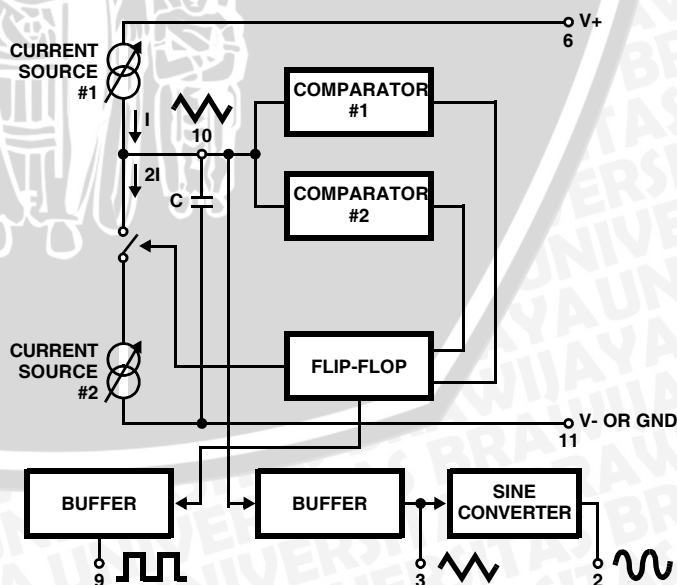 V+
6
CURRENT
SOURCE
#1
I
10
COMPARATOR
#1
2I
C
COMPARATOR
#2
CURRENT
SOURCE
#2
FLIP-FLOP
V- OR GND
11
BUFFER
BUFFER
SINE
CONVERTER
9
3
2